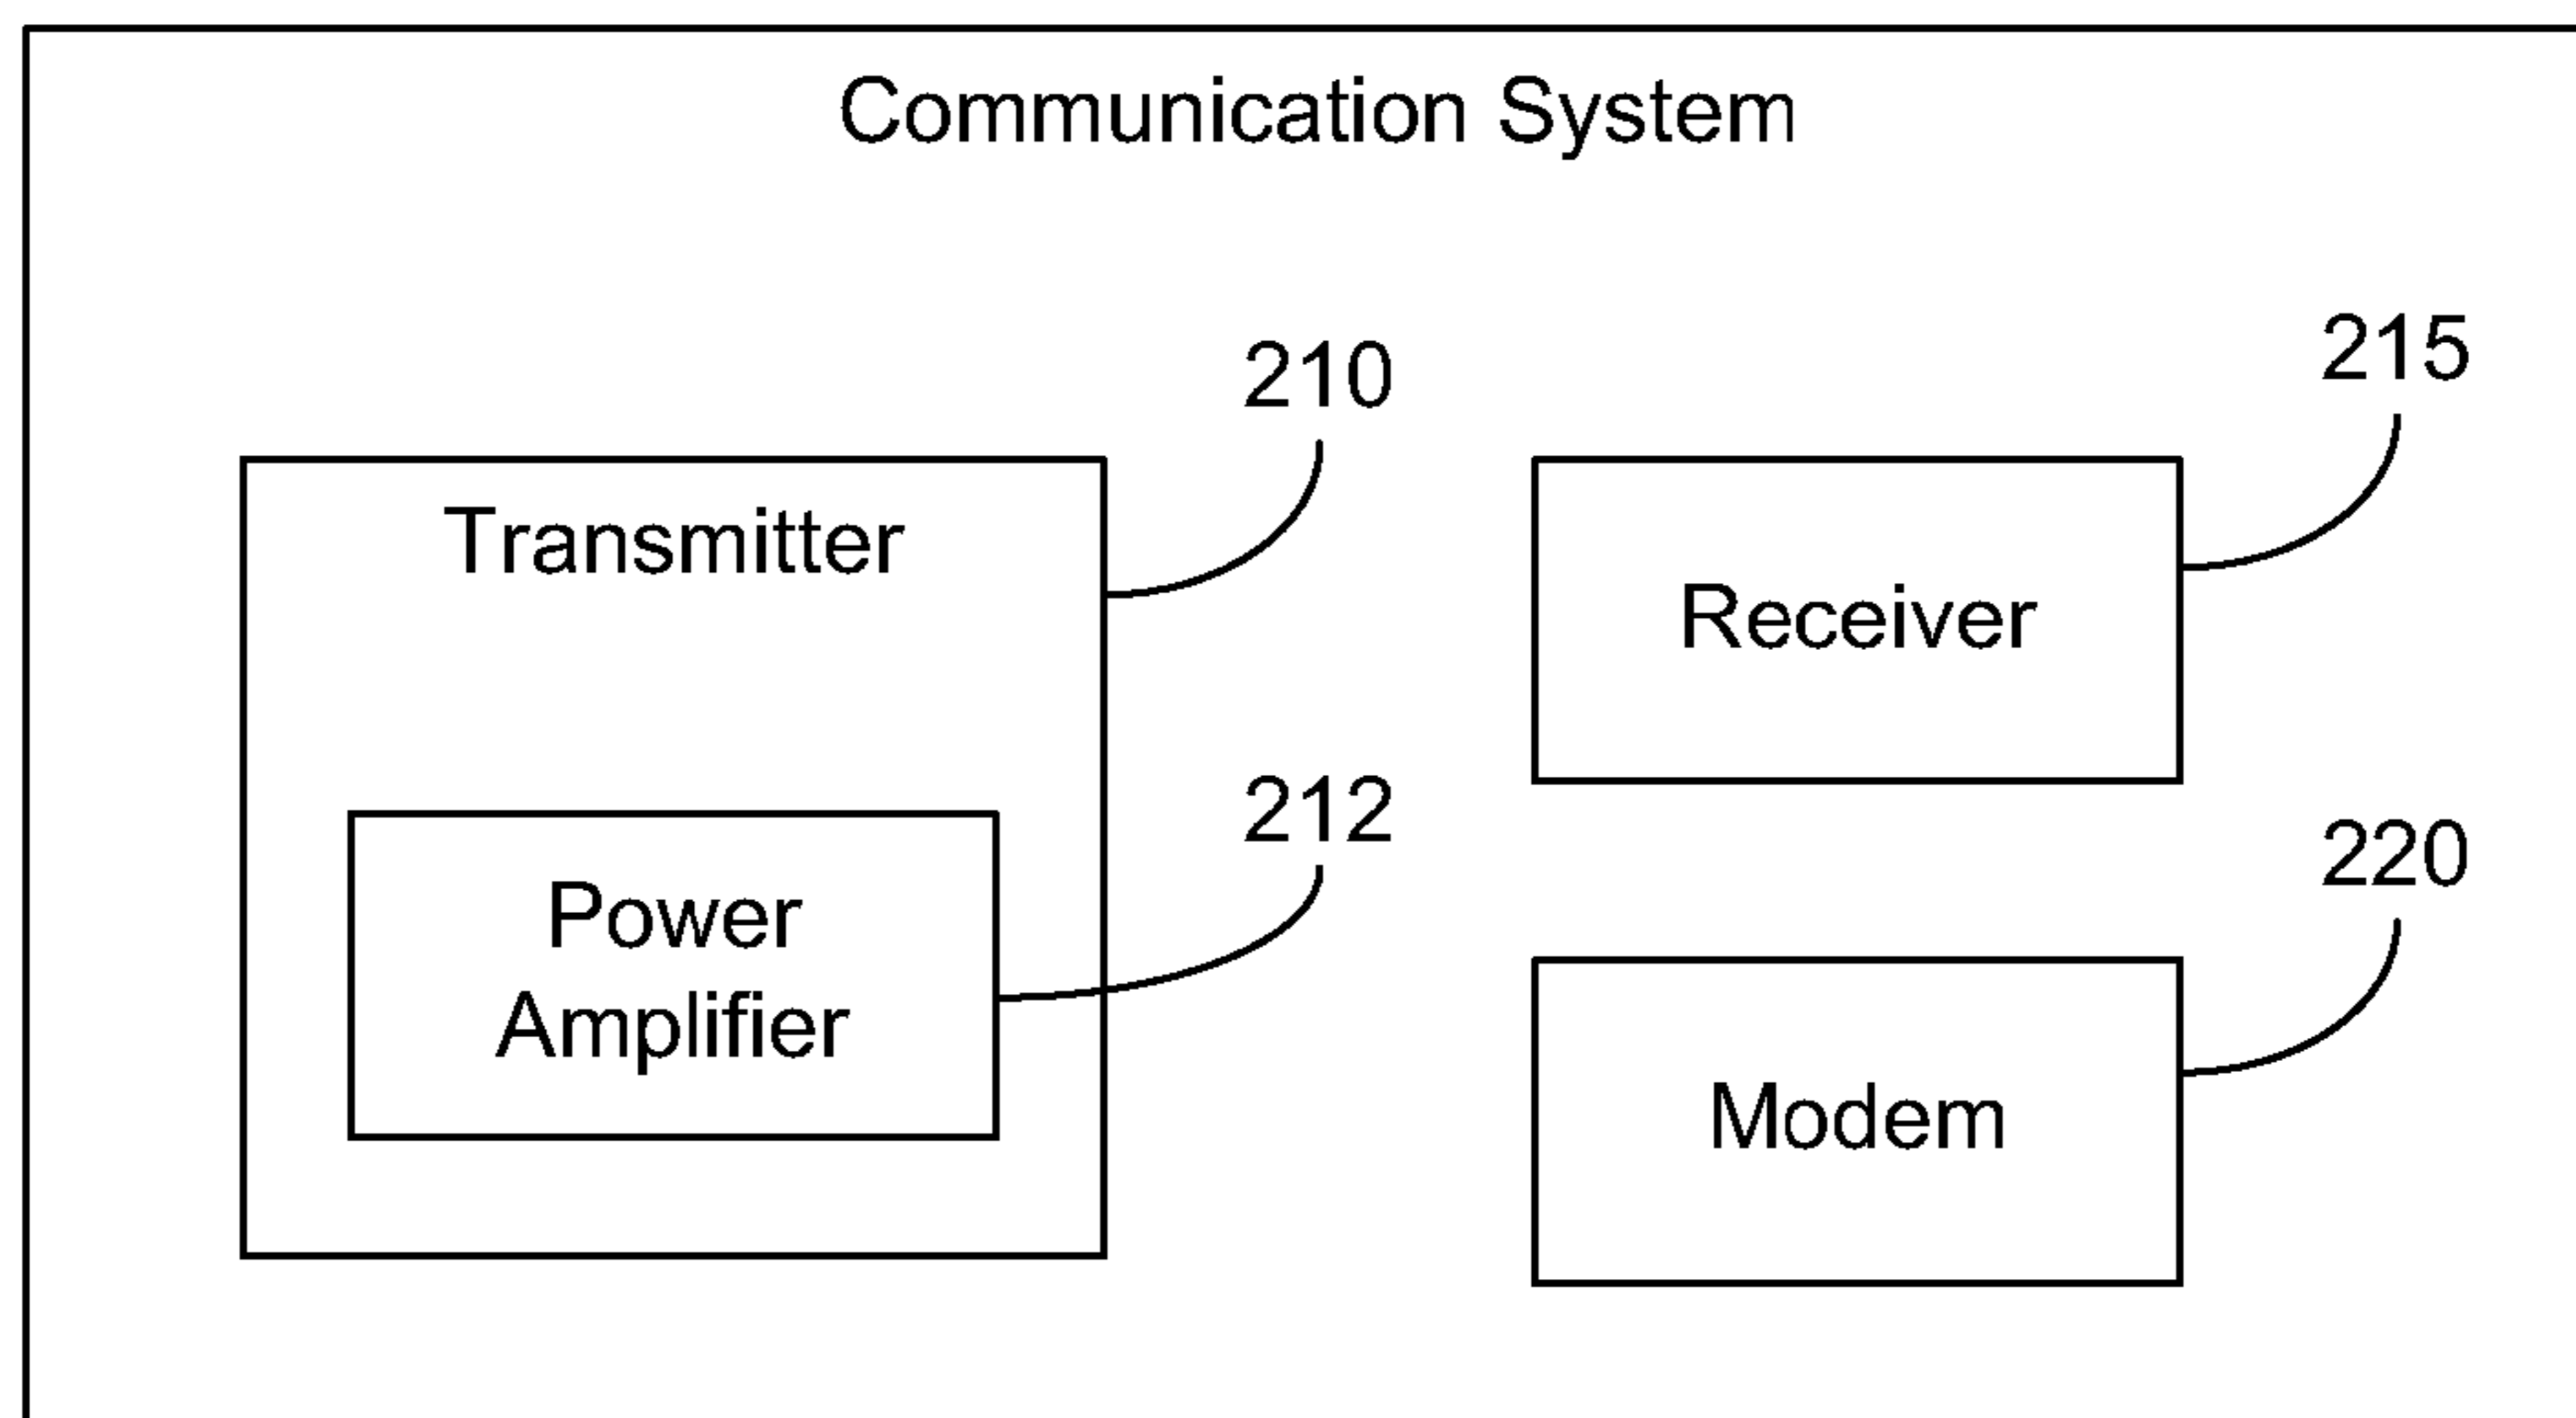 Communication System
210
215
Transmitter
Receiver
212
220
Power
Amplifier
Modem